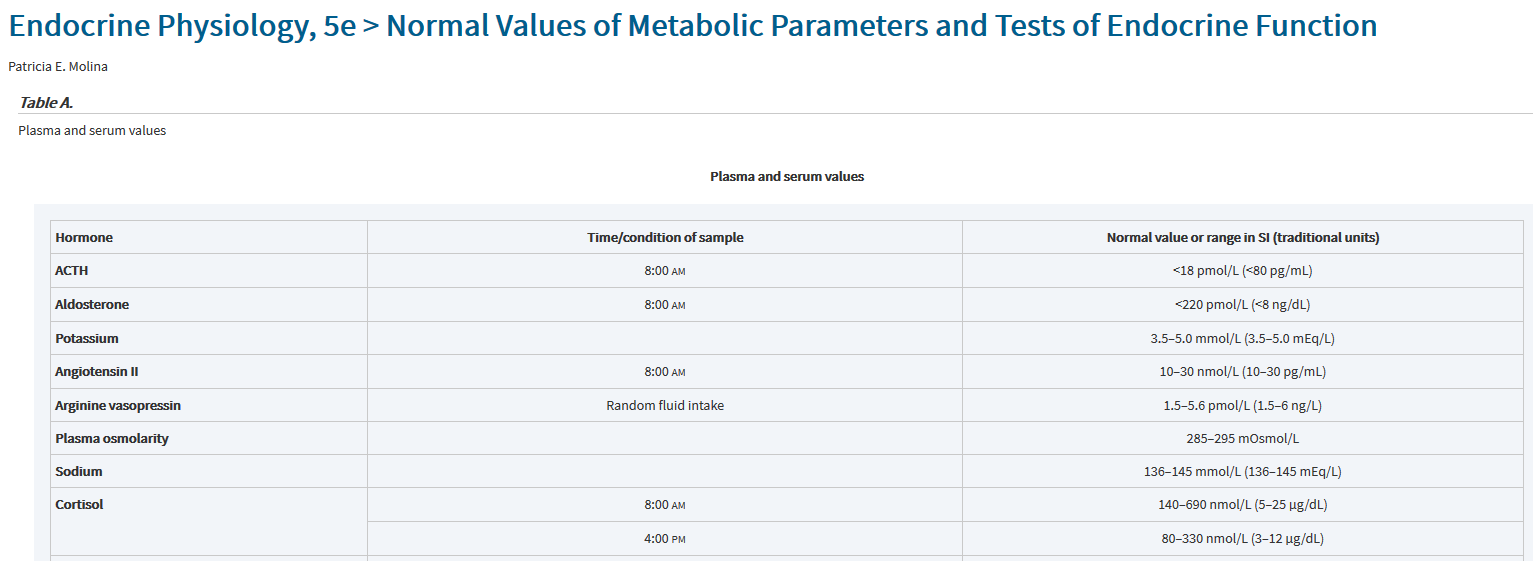 Endocrine Physiology, 5e > Normal Values of Metabolic Parameters and Tests of Endocrine Function
Patricia E. Molina
Table A.
Plasma and serum values
Plasma and serum values
Hormone Time/condition of sample Normal value or range in SI (traditional units)
ACTH 8:00 AM <18 pmol/L (<80 pg/mL)
Aldosterone 8:00 AM <220 pmol/L (<8 ng/dL)
Potassium 3.5–5.0 mmol/L (3.5–5.0 mEq/L)
Angiotensin II 8:00 AM 10–30 nmol/L (10–30 pg/mL)
Arginine vasopressin Random fluid intake 1.5–5.6 pmol/L (1.5–6 ng/L)
Plasma osmolarity 285–295 mOsmol/L
Sodium 136–145 mmol/L (136–145 mEq/L)
Cortisol 8:00 AM 140–690 nmol/L (5–25 μg/dL)
4:00 PM 80–330 nmol/L (3–12 μg/dL)